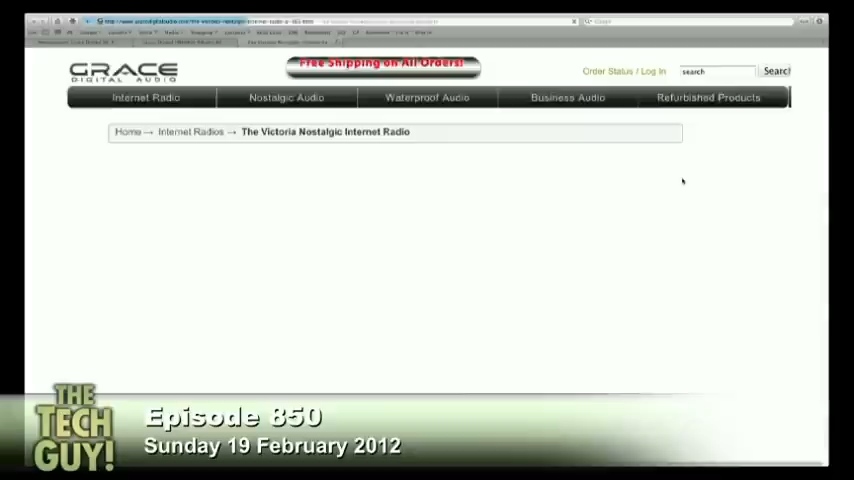 GRACE
DIGITAL AUDIO
Free Shipping on All Orders!
Order Status / Log In
search
Search
Internet Radio
Nostalgic Audio
Waterproof Audio
Business Audio
Refurbished Products
Home → Internet Radios → The Victoria Nostalgic Internet Radio
THE
TECH
GUY!
Episode 850
Sunday 19 February 2012